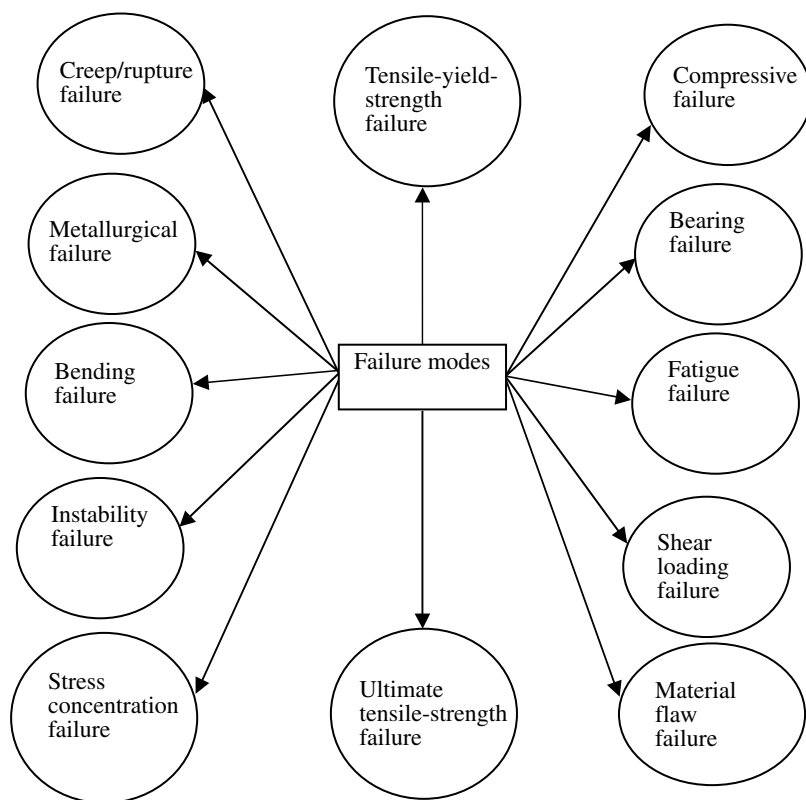 Creep/rupture
failure
Tensile-yield-
strength
failure
Compressive
failure
Metallurgical
failure
Bearing
failure
Failure modes
Bending
failure
Fatigue
failure
Instability
failure
Shear
loading
failure
Stress
concentration
failure
Ultimate
tensile-strength
failure
Material
flaw
failure